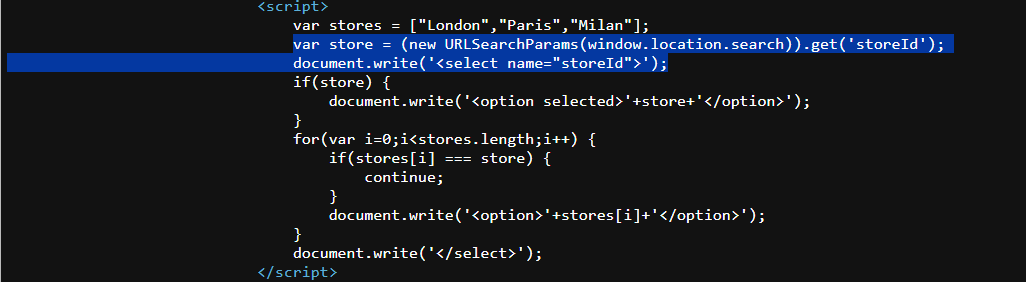 <script>
var stores = ["London","Paris","Milan"];
var store = (new URLSearchParams(window.location.search)).get('storeId');
document.write('<select name="storeId">');
if(store) {
document.write('<option selected>'+store+'</option>');
}
for(var i=0;i<stores.length;i++) {
if(stores[i] === store) {
continue;
}
document.write('<option>'+stores[i]+'</option>');
}
document.write('</select>');
</script>